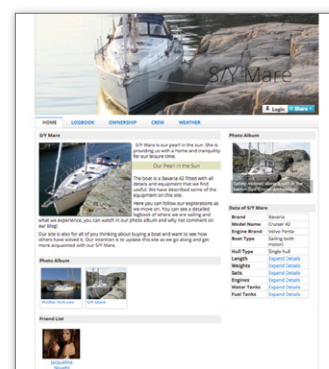 S/Y Mare
Login
Share
HOME LOGBOOK OWNERSHIP CREW WEATHER
S/Y Mare
S/Y Mare is our pearl in the sun. She is
providing us with a home and tranquility
for our leisure time.
Our Pearl in the Sun
The boat is a Bavaria 42 fitted with all
details and equipment that we find
useful. We have described some of the
equipment on this site.
Here you can follow our explorations as
we move on. You can see a detailed
logbook of where we are sailing and
what we experience, you can watch in our photo album and why not comment on
our blog!
Our site is also for all of you thinking about buying a boat and want to see how
others have solved it. Our intention is to update this site as we go along and get
more acquainted with our S/Y Mare.
Photo Album
S/Y Mare
Friend List
Jacqueline
Photo Album
Data of S/Y Mare
Brand Bavaria
Model Name Cruiser 42
Engine Brand Volvo Penta
Boat Type Sailing (with
motor)
Hull Type Single hull
Length Expand Details
Weights Expand Details
Sails Expand Details
Engines Expand Details
Water Tanks Expand Details
Fuel Tanks Expand Details